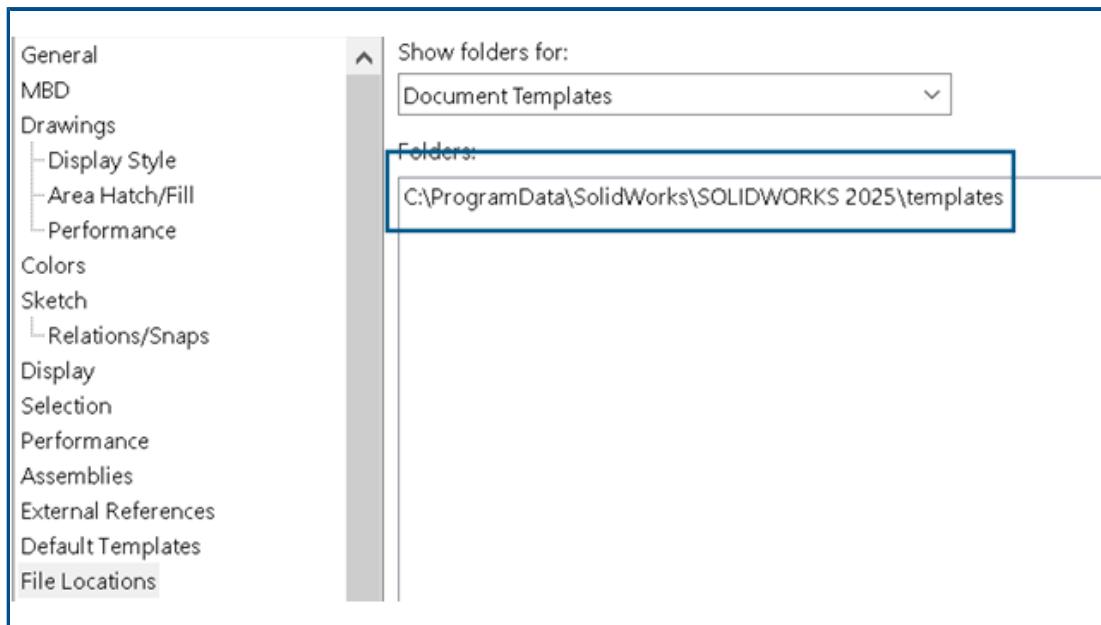 General
MBD
Drawings
Display Style
Area Hatch/Fill
Performance
Colors
Sketch
Relations/Snaps
Display
Selection
Performance
Assemblies
External References
Default Templates
File Locations
Show folders for:
Document Templates
Folders:
C:\ProgramData\SolidWorks\SOLIDWORKS 2025\templates